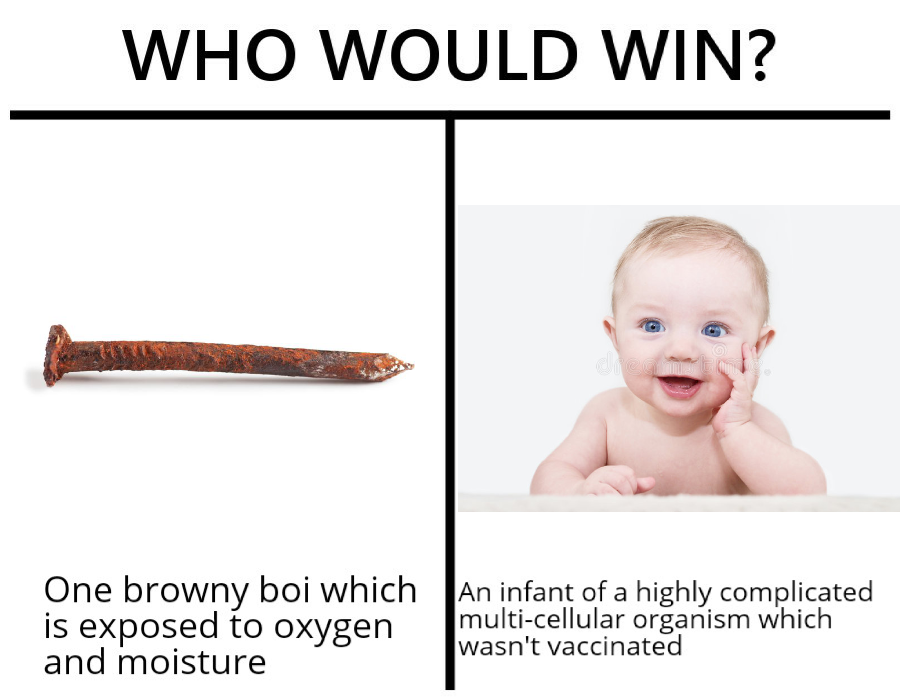 WHO WOULD WIN?
One browny boi which
is exposed to oxygen
and moisture
An infant of a highly complicated
multi-cellular organism which
wasn't vaccinated